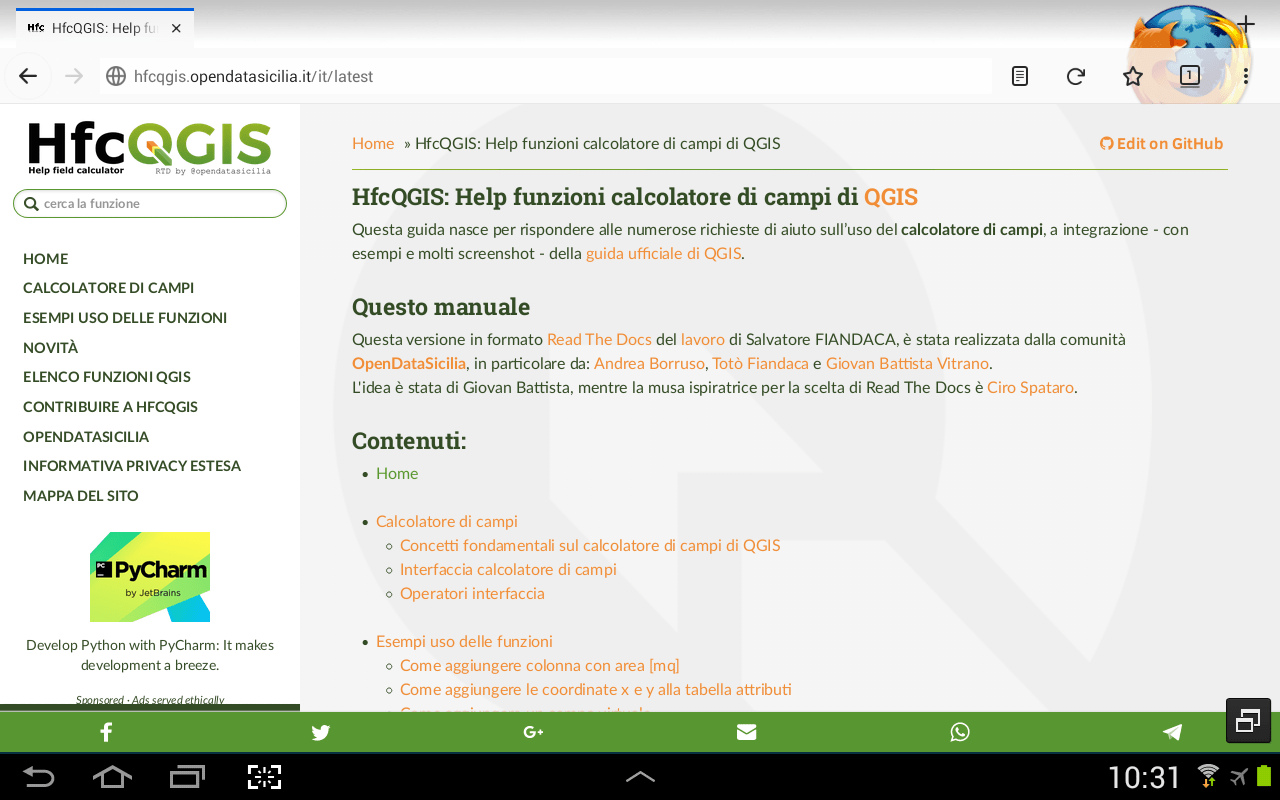 Hfc HfcQGIS: Help fu
hfcqgis.opendatasicilia.it/it/latest
1
HfcQGIS
Help field calculator
RTD by @opendatasicilia
cerca la funzione
HOME
CALCOLATORE DI CAMPI
ESEMPI USO DELLE FUNZIONI
NOVITÀ
ELENCO FUNZIONI QGIS
CONTRIBUIRE A HFCQGIS
OPENDATASICILIA
INFORMATIVA PRIVACY ESTESA
MAPPA DEL SITO
PC
PyCharm
by JetBrains
Develop Python with PyCharm: It makes
development a breeze.
Sponsored · Ads served ethically
Home » HfcQGIS: Help funzioni calcolatore di campi di QGIS
Edit on GitHub
HfcQGIS: Help funzioni calcolatore di campi di QGIS
Questa guida nasce per rispondere alle numerose richieste di aiuto sull'uso del calcolatore di campi, a integrazione - con
esempi e molti screenshot - della guida ufficiale di QGIS.
Questo manuale
Questa versione in formato Read The Docs del lavoro di Salvatore FIANDACA, è stata realizzata dalla comunità
OpenDataSicilia, in particolare da: Andrea Borruso, Totò Fiandaca e Giovan Battista Vitrano.
L'idea è stata di Giovan Battista, mentre la musa ispiratrice per la scelta di Read The Docs è Ciro Spataro.
Contenuti:
• Home
• Calcolatore di campi
◦ Concetti fondamentali sul calcolatore di campi di QGIS
◦ Interfaccia calcolatore di campi
◦ Operatori interfaccia
• Esempi uso delle funzioni
◦ Come aggiungere colonna con area [mq]
◦ Come aggiungere le coordinate x e y alla tabella attributi
◦ Come aggiungere un campo virtuale
G+
10:31